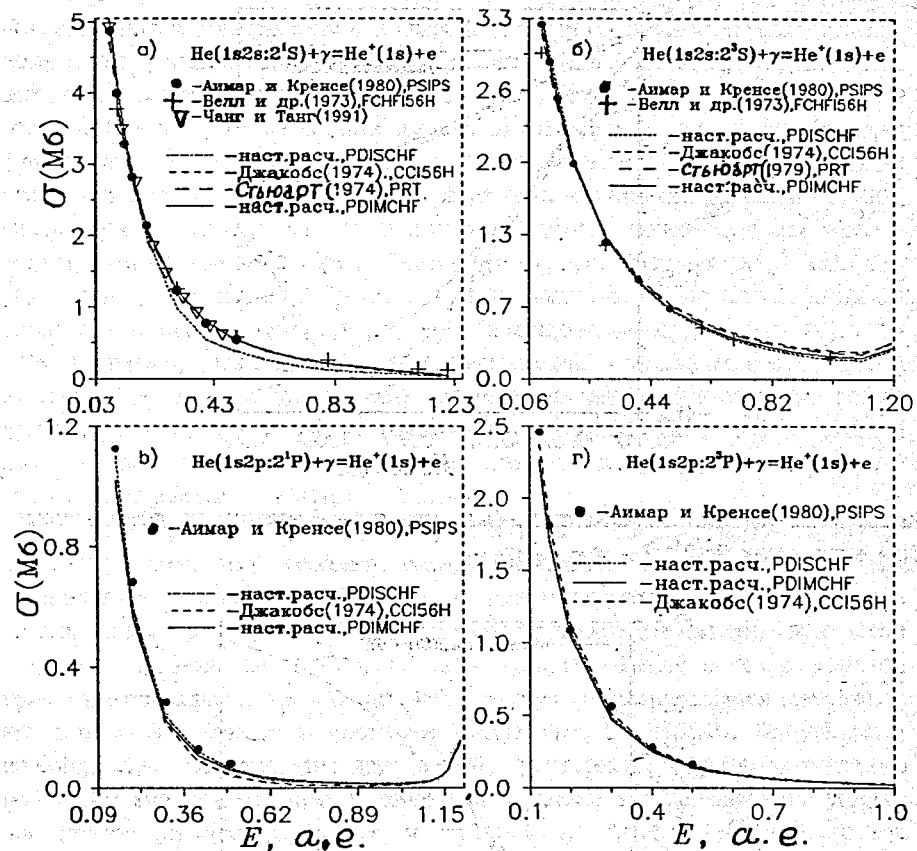 а) He(1s2s:2¹S)+γ=He⁺(1s)+e
● –Аимар и Кренсе(1980),PSIPS
+ –Велл и др.(1973),FCHFI56H
▽ –Чанг и Танг(1991)
–наст.расч.,PDISCHF
–Джакобс(1974).,CCI56H
–Стьюарт(1974),PRT
–наст.расч.,PDIMCHF
σ(Мб)
5
4
3
2
1
0
0.03 0.43 0.83 1.23
б) He(1s2s:2³S)+γ=He⁺(1s)+e
● –Аимар и Кренсе(1980),PSIPS
+ –Велл и др.(1973),FCHFI56H
–наст.расч.,PDISCHF
–Джакобс(1974),CCI56H
–Стьюарт(1979),PRT
–наст.расч.,PDIMCHF
3.3
2.6
2.0
1.3
0.7
0.0
0.06 0.44 0.82 1.20
b) He(1s2p:2¹P)+γ=He⁺(1s)+e
● –Аимар и Кренсе(1980),PSIPS
–наст.расч.,PDISCHF
–Джакобс(1974),CCI56H
–наст.расч.,PDIMCHF
σ(Мб)
1.2
0.8
0.4
0.0
0.09 0.36 0.62 0.89 1.15
E, а.е.
г) He(1s2p:2³P)+γ=He⁺(1s)+e
● –Аимар и Кренсе(1980),PSIPS
–наст.расч.,PDISCHF
–наст.расч.,PDIMCHF
–Джакобс(1974),CCI56H
2.5
2.0
1.5
1.0
0.5
0.0
0.1 0.4 0.7 1.0
E, а.е.